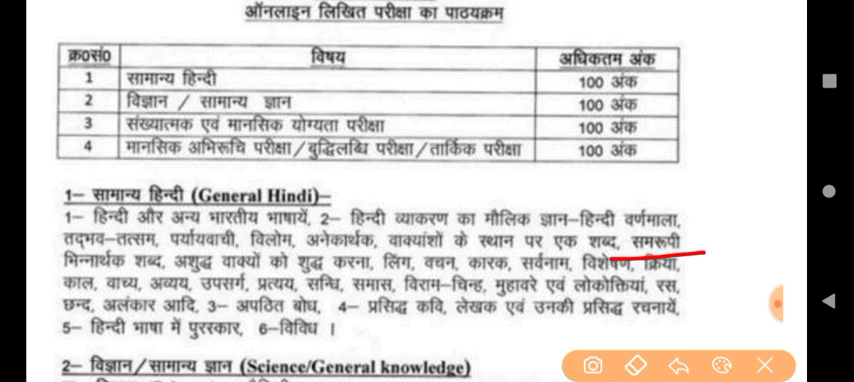 ऑनलाइन लिखित परीक्षा का पाठयक्रम
क्र0सं0 विषय अधिकतम अंक
1 सामान्य हिन्दी 100 अंक
2 विज्ञान / सामान्य ज्ञान 100 अंक
3 संख्यात्मक एवं मानसिक योग्यता परीक्षा 100 अंक
4 मानसिक अभिरूचि परीक्षा/बुद्धिलब्धि परीक्षा/तार्किक परीक्षा 100 अंक
1– सामान्य हिन्दी (General Hindi)–
1– हिन्दी और अन्य भारतीय भाषायें, 2– हिन्दी व्याकरण का मौलिक ज्ञान–हिन्दी वर्णमाला,
तद्भव–तत्सम, पर्यायवाची, विलोम, अनेकार्थक, वाक्यांशों के स्थान पर एक शब्द, समरूपी
भिन्नार्थक शब्द, अशुद्ध वाक्यों को शुद्ध करना, लिंग, वचन, कारक, सर्वनाम, विशेषण, क्रिया,
काल, वाच्य, अव्यय, उपसर्ग, प्रत्यय, सन्धि, समास, विराम–चिन्ह, मुहावरे एवं लोकोक्तियां, रस,
छन्द, अलंकार आदि, 3– अपठित बोध, 4– प्रसिद्ध कवि, लेखक एवं उनकी प्रसिद्ध रचनायें,
5– हिन्दी भाषा में पुरस्कार, 6–विविध ।
2– विज्ञान/सामान्य ज्ञान (Science/General knowledge)